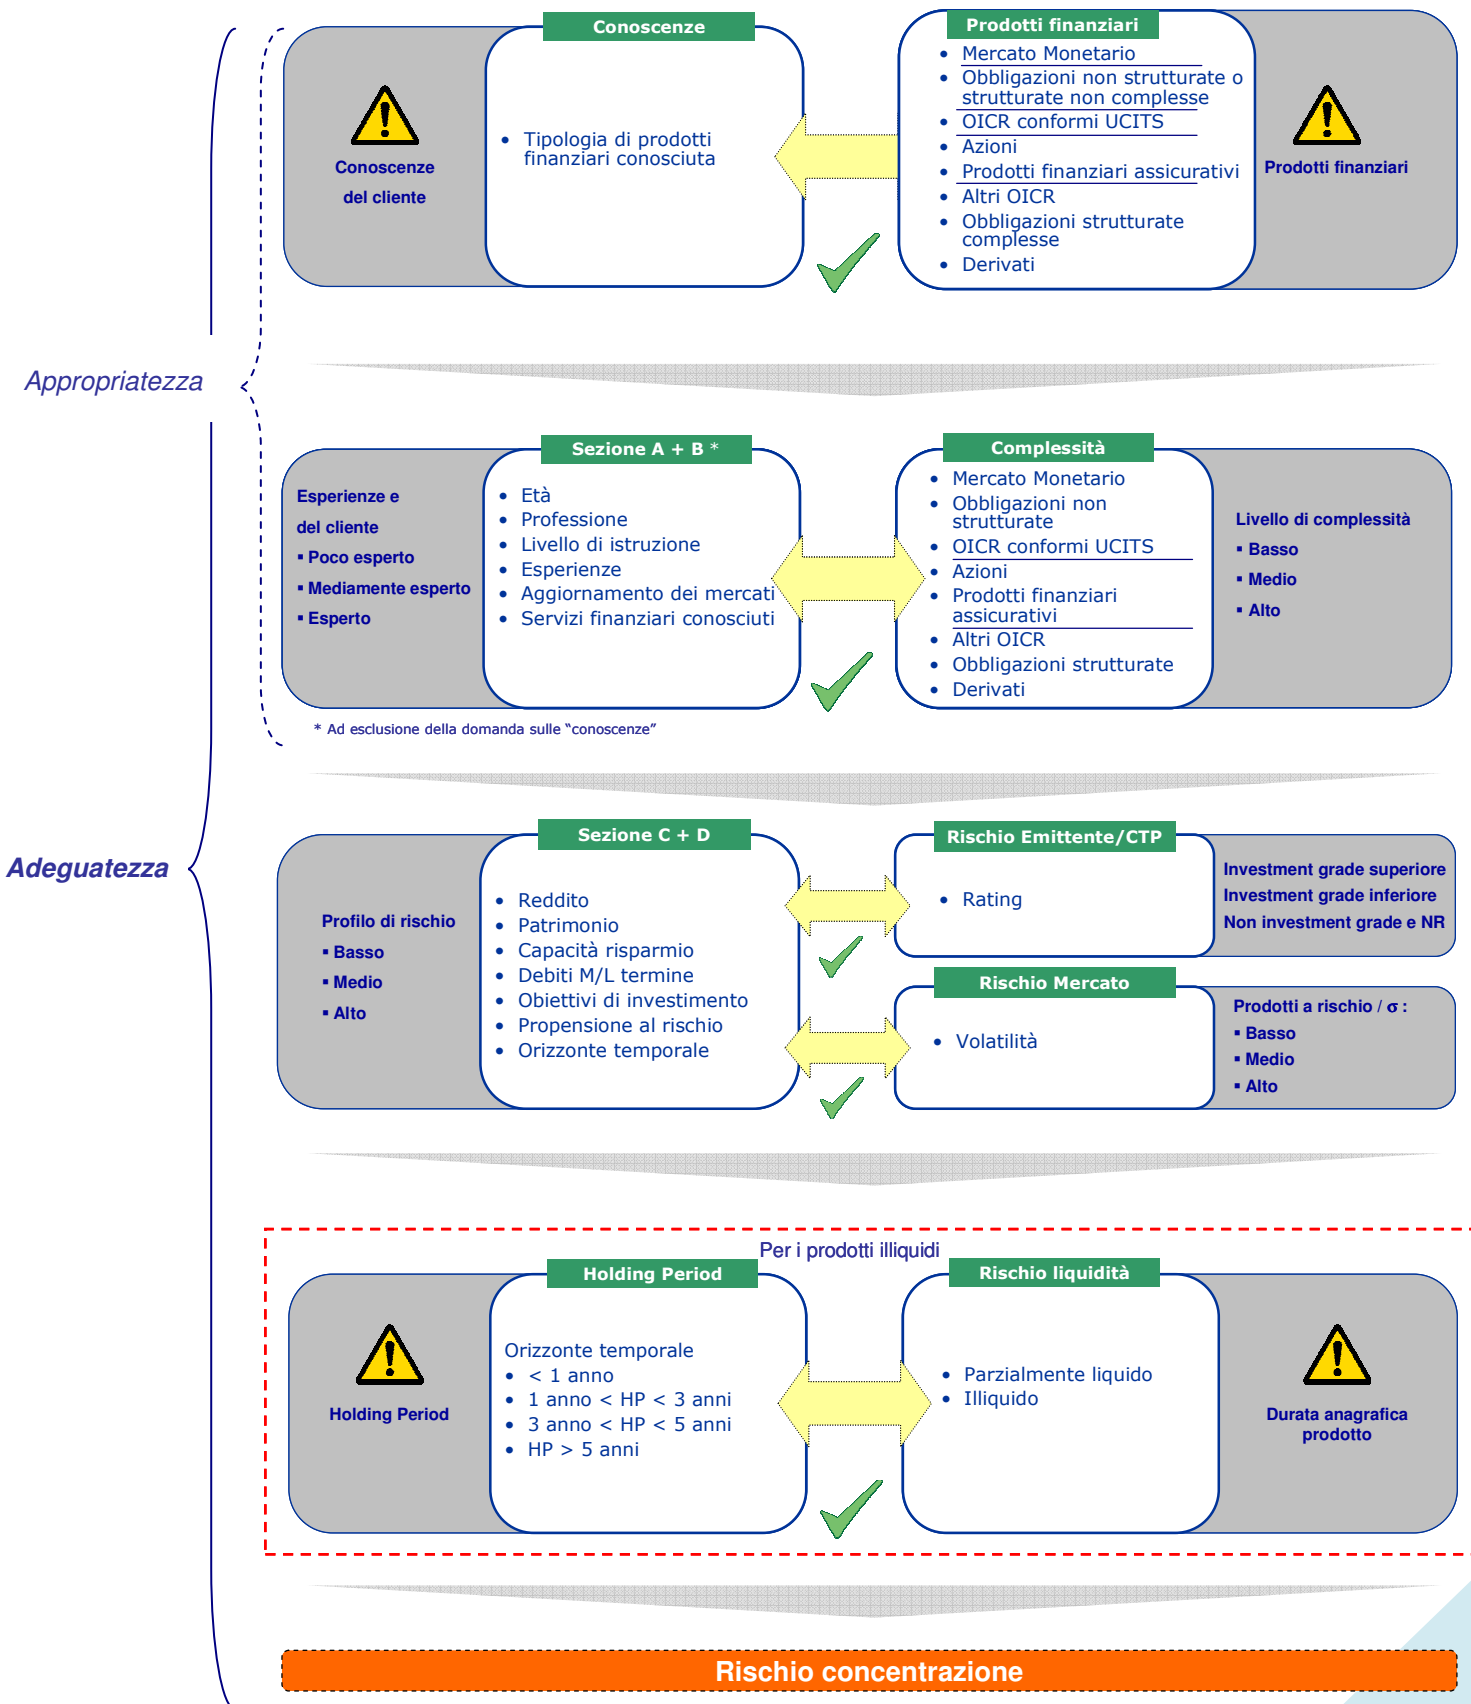 Conoscenze
Prodotti finanziari
Conoscenze
del cliente
• Tipologia di prodotti
finanziari conosciuta
• Mercato Monetario
• Obbligazioni non strutturate o
strutturate non complesse
• OICR conformi UCITS
• Azioni
• Prodotti finanziari assicurativi
• Altri OICR
• Obbligazioni strutturate
complesse
• Derivati
Prodotti finanziari
Appropriatezza
Sezione A + B *
Complessità
Esperienze e
del cliente
▪ Poco esperto
▪ Mediamente esperto
▪ Esperto
• Età
• Professione
• Livello di istruzione
• Esperienze
• Aggiornamento dei mercati
• Servizi finanziari conosciuti
• Mercato Monetario
• Obbligazioni non
strutturate
• OICR conformi UCITS
• Azioni
• Prodotti finanziari
assicurativi
• Altri OICR
• Obbligazioni strutturate
• Derivati
Livello di complessità
▪ Basso
▪ Medio
▪ Alto
* Ad esclusione della domanda sulle “conoscenze”
Adeguatezza
Sezione C + D
Rischio Emittente/CTP
Profilo di rischio
▪ Basso
▪ Medio
▪ Alto
• Reddito
• Patrimonio
• Capacità risparmio
• Debiti M/L termine
• Obiettivi di investimento
• Propensione al rischio
• Orizzonte temporale
• Rating
Investment grade superiore
Investment grade inferiore
Non investment grade e NR
Rischio Mercato
• Volatilità
Prodotti a rischio / σ :
▪ Basso
▪ Medio
▪ Alto
Per i prodotti illiquidi
Holding Period
Rischio liquidità
Holding Period
Orizzonte temporale
• < 1 anno
• 1 anno < HP < 3 anni
• 3 anno < HP < 5 anni
• HP > 5 anni
• Parzialmente liquido
• Illiquido
Durata anagrafica
prodotto
Rischio concentrazione